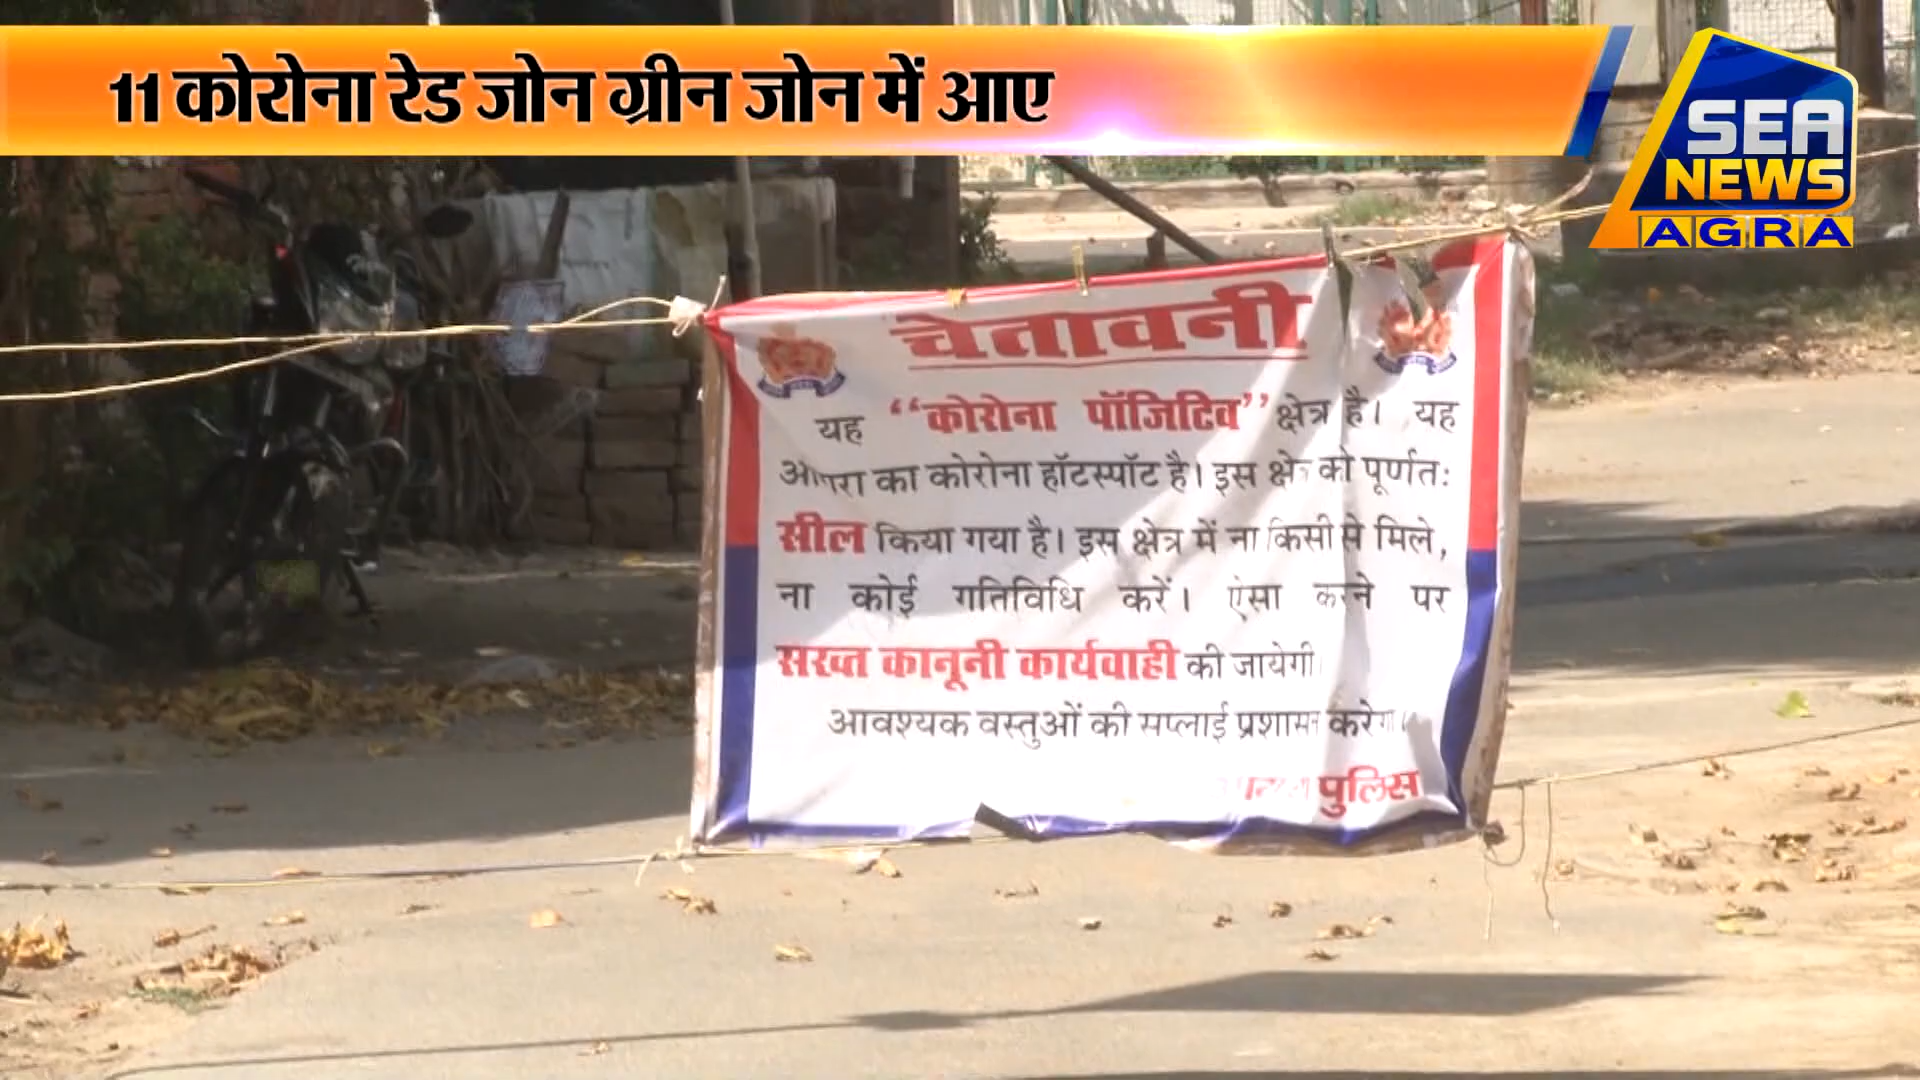 11 कोरोना रेड जोन ग्रीन जोन में आए
SEA
NEWS
AGRA
चेतावनी
यह “कोरोना पॉजिटिव” क्षेत्र है। यह
आगरा का कोरोना हॉटस्पॉट है। इस क्षेत्र को पूर्णतः
सील किया गया है। इस क्षेत्र में ना किसी से मिले,
ना कोई गतिविधि करें। एंसा करने पर
सख्त कानूनी कार्यवाही की जायेगी।
आवश्यक वस्तुओं की सप्लाई प्रशासन करेगा।
पुलिस